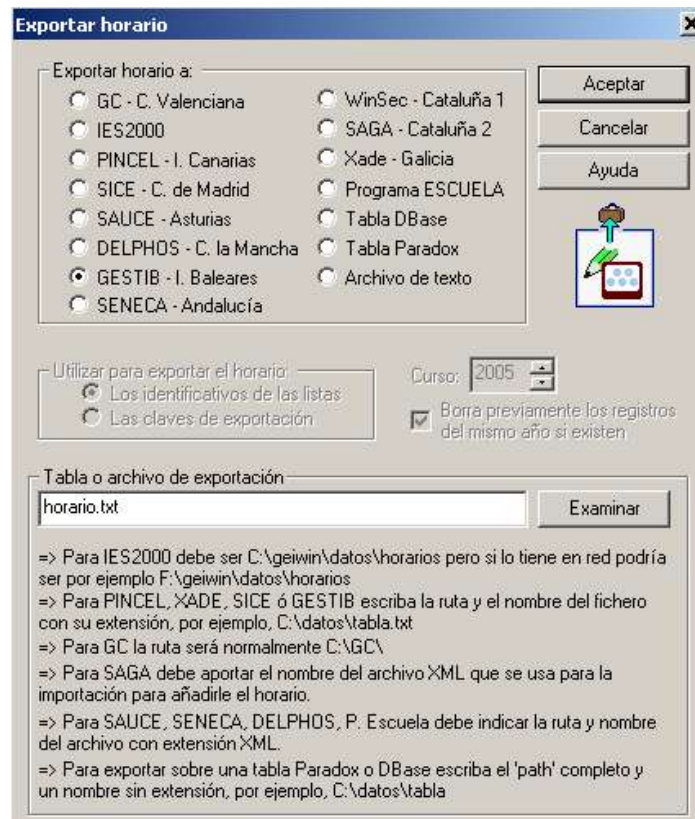 Exportar horario
Exportar horario a:
GC - C. Valenciana
IES2000
PINCEL - I. Canarias
SICE - C. de Madrid
SAUCE - Asturias
DELPHOS - C. la Mancha
GESTIB - I. Baleares
SENECA - Andalucía
WinSec - Cataluña 1
SAGA - Cataluña 2
Xade - Galicia
Programa ESCUELA
Tabla DBase
Tabla Paradox
Archivo de texto
Aceptar
Cancelar
Ayuda
Utilizar para exportar el horario:
Los identificativos de las listas
Las claves de exportación
Curso: 2005
Borra previamente los registros
del mismo año si existen
Tabla o archivo de exportación
horario.txt
Examinar
=> Para IES2000 debe ser C:\geiwin\datos\horarios pero si lo tiene en red podría
ser por ejemplo F:\geiwin\datos\horarios
=> Para PINCEL, XADE, SICE ó GESTIB escriba la ruta y el nombre del fichero
con su extensión, por ejemplo, C:\datos\tabla.txt
=> Para GC la ruta será normalmente C:\GC\
=> Para SAGA debe aportar el nombre del archivo XML que se usa para la
importación para añadirle el horario.
=> Para SAUCE, SENECA, DELPHOS, P. Escuela debe indicar la ruta y nombre
del archivo con extensión XML.
=> Para exportar sobre una tabla Paradox o DBase escriba el 'path' completo y
un nombre sin extensión, por ejemplo, C:\datos\tabla